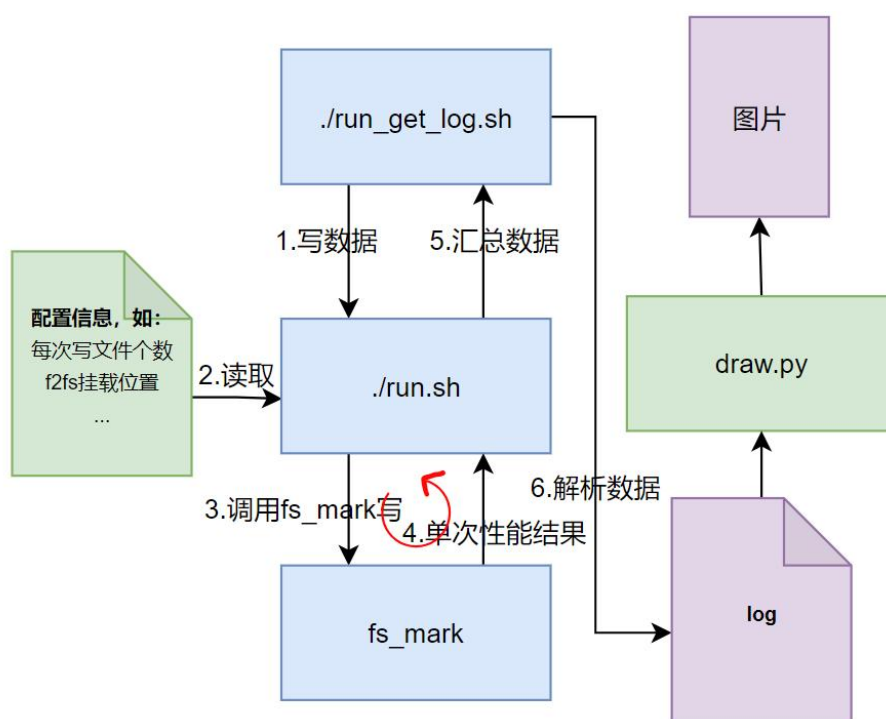 ./run_get_log.sh
图片
1.写数据
5.汇总数据
配置信息，如：
每次写文件个数
f2fs挂载位置
...
2.读取
./run.sh
draw.py
3.调用fs_mark写
4.单次性能结果
6.解析数据
fs_mark
log